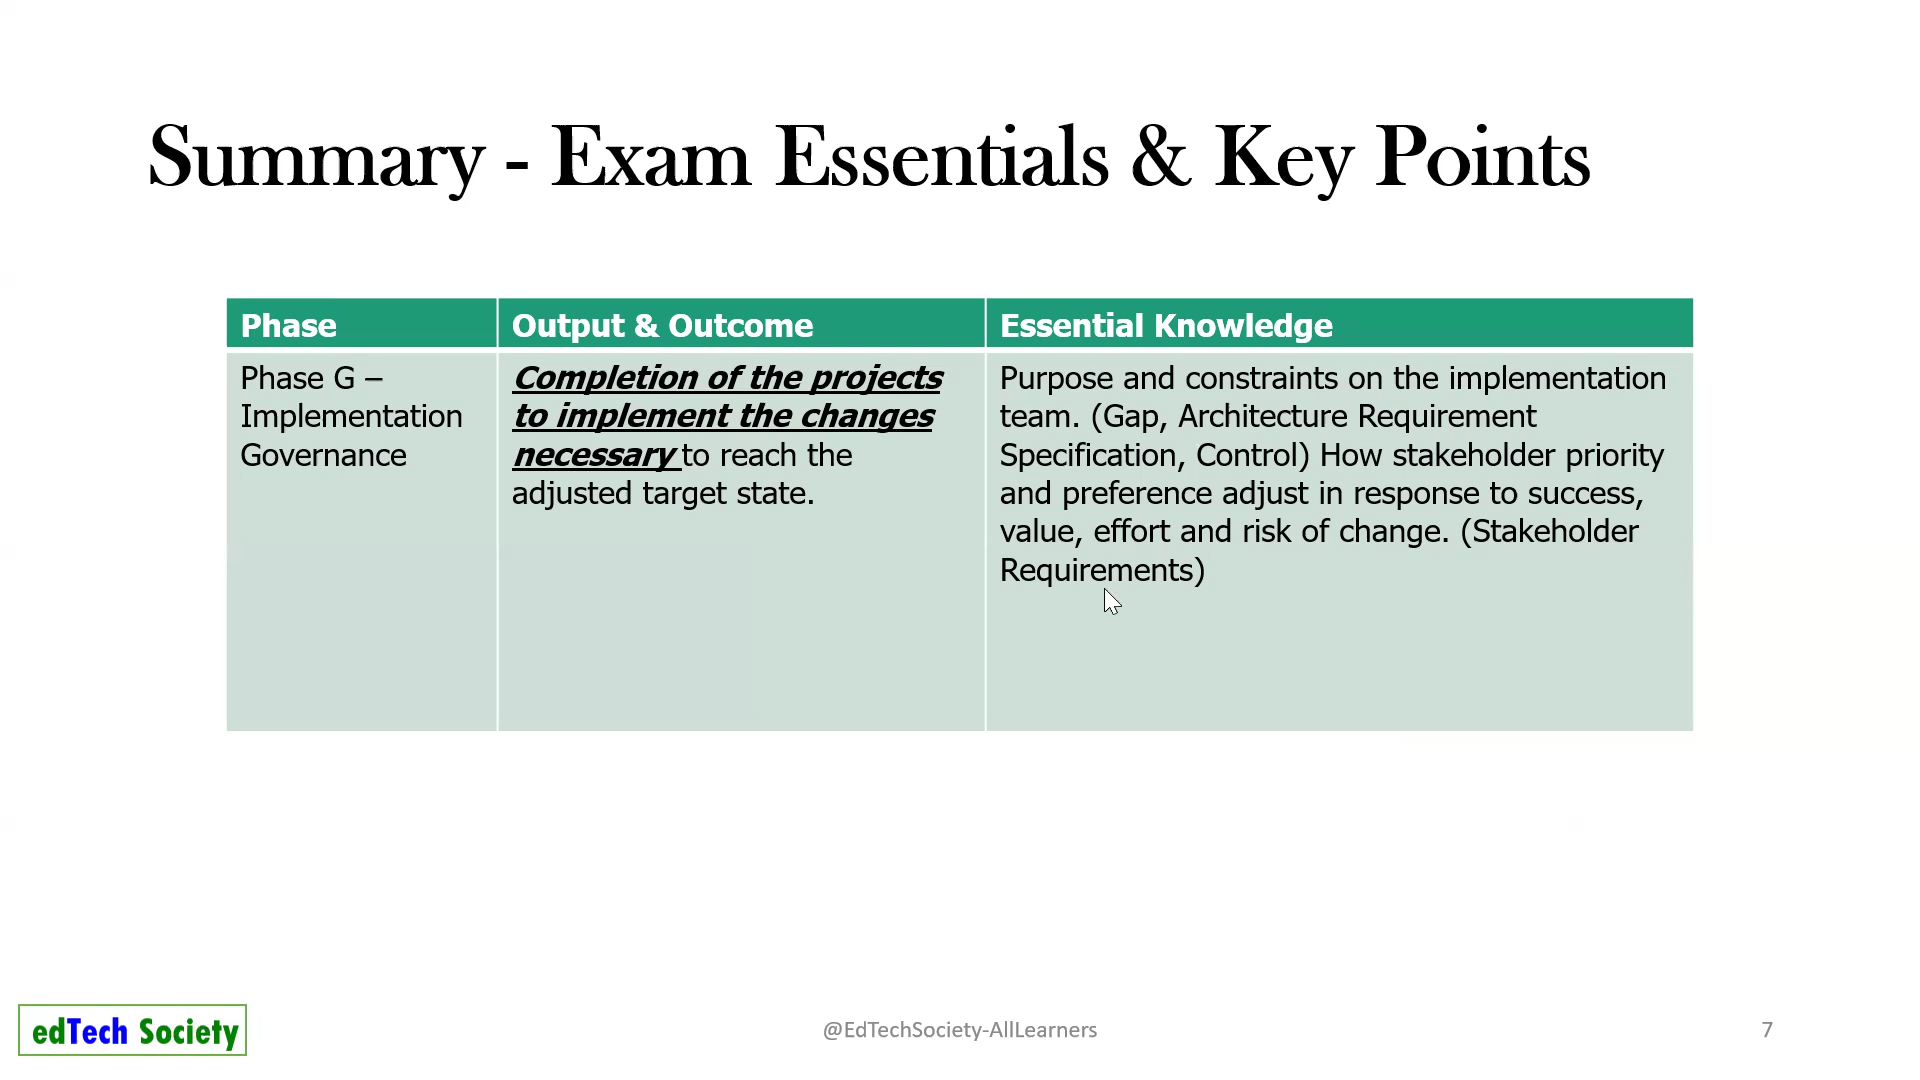 Summary - Exam Essentials & Key Points
Phase
Output & Outcome
Essential Knowledge
Phase G –
Implementation
Governance
Completion of the projects
to implement the changes
necessary to reach the
adjusted target state.
Purpose and constraints on the implementation
team. (Gap, Architecture Requirement
Specification, Control) How stakeholder priority
and preference adjust in response to success,
value, effort and risk of change. (Stakeholder
Requirements)
edTech Society
@EdTechSociety-AllLearners
7